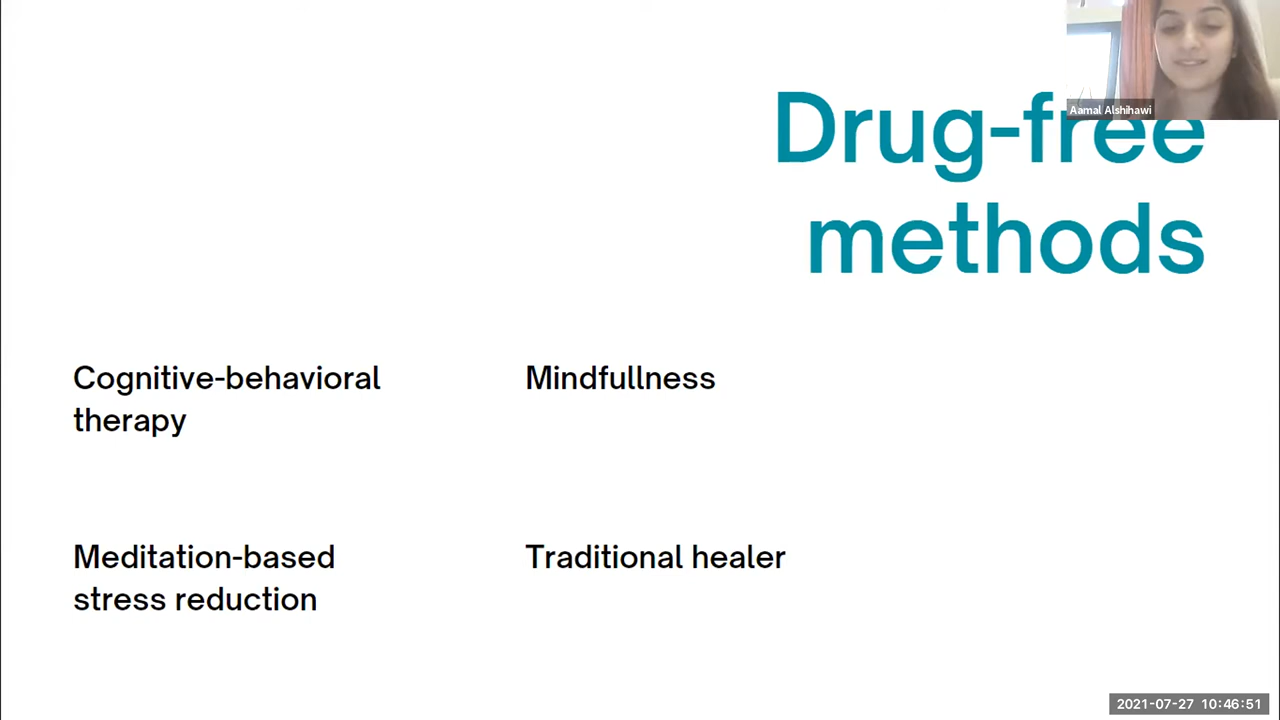 Aamal Alshihawi
Drug-free
methods
Cognitive-behavioral
therapy
Mindfullness
Meditation-based
stress reduction
Traditional healer
2021-07-27 10:46:51